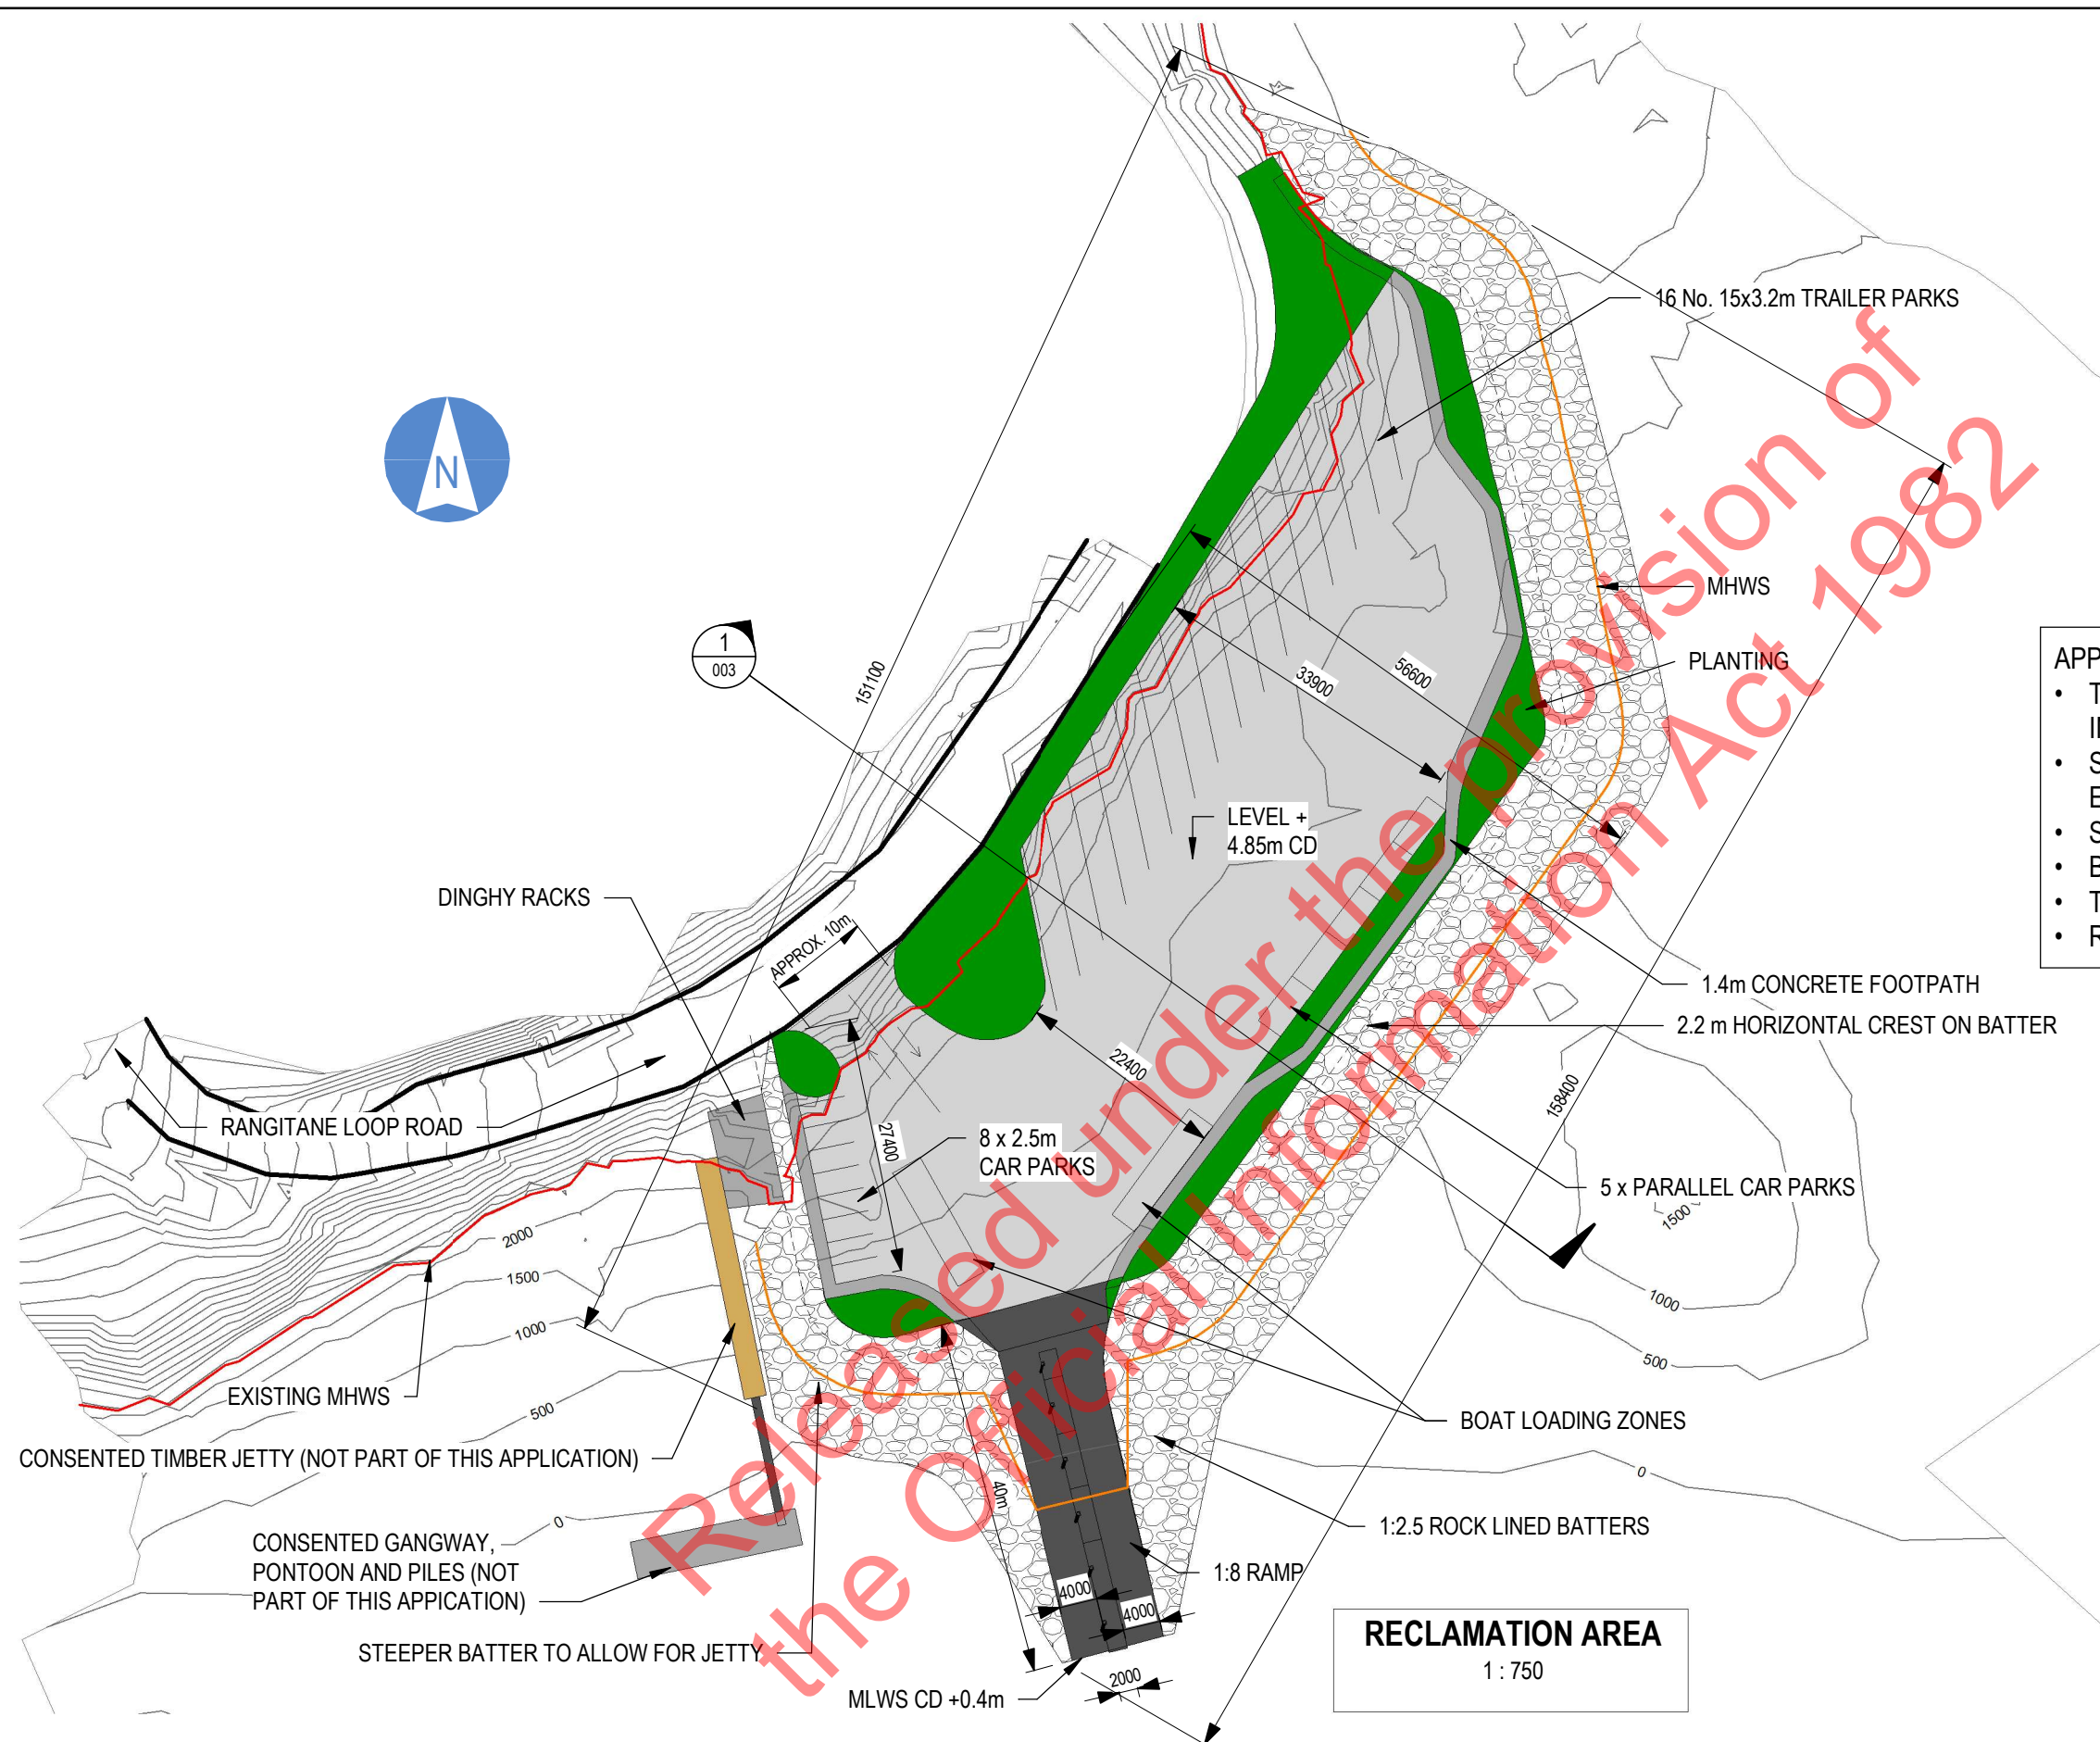 16 No. 15x3.2m TRAILER PARKS
N
MHWS
1
003
PLANTING
151100
33900
56600
LEVEL +
4.85m CD
APP
• T
• S
E
• S
• B
• T
• R
DINGHY RACKS
APPROX. 10m
1.4m CONCRETE FOOTPATH
2.2 m HORIZONTAL CREST ON BATTER
22400
158400
RANGITANE LOOP ROAD
27400
8 x 2.5m
CAR PARKS
5 x PARALLEL CAR PARKS
1500
2000
1500
1000
1000
500
500
EXISTING MHWS
BOAT LOADING ZONES
CONSENTED TIMBER JETTY (NOT PART OF THIS APPLICATION)
0
40m
0
1:2.5 ROCK LINED BATTERS
CONSENTED GANGWAY,
PONTOON AND PILES (NOT
PART OF THIS APPICATION)
1:8 RAMP
4000
4000
STEEPER BATTER TO ALLOW FOR JETTY
2000
MLWS CD +0.4m
RECLAMATION AREA
1 : 750
Released under the provision of
the Official Information Act 1982